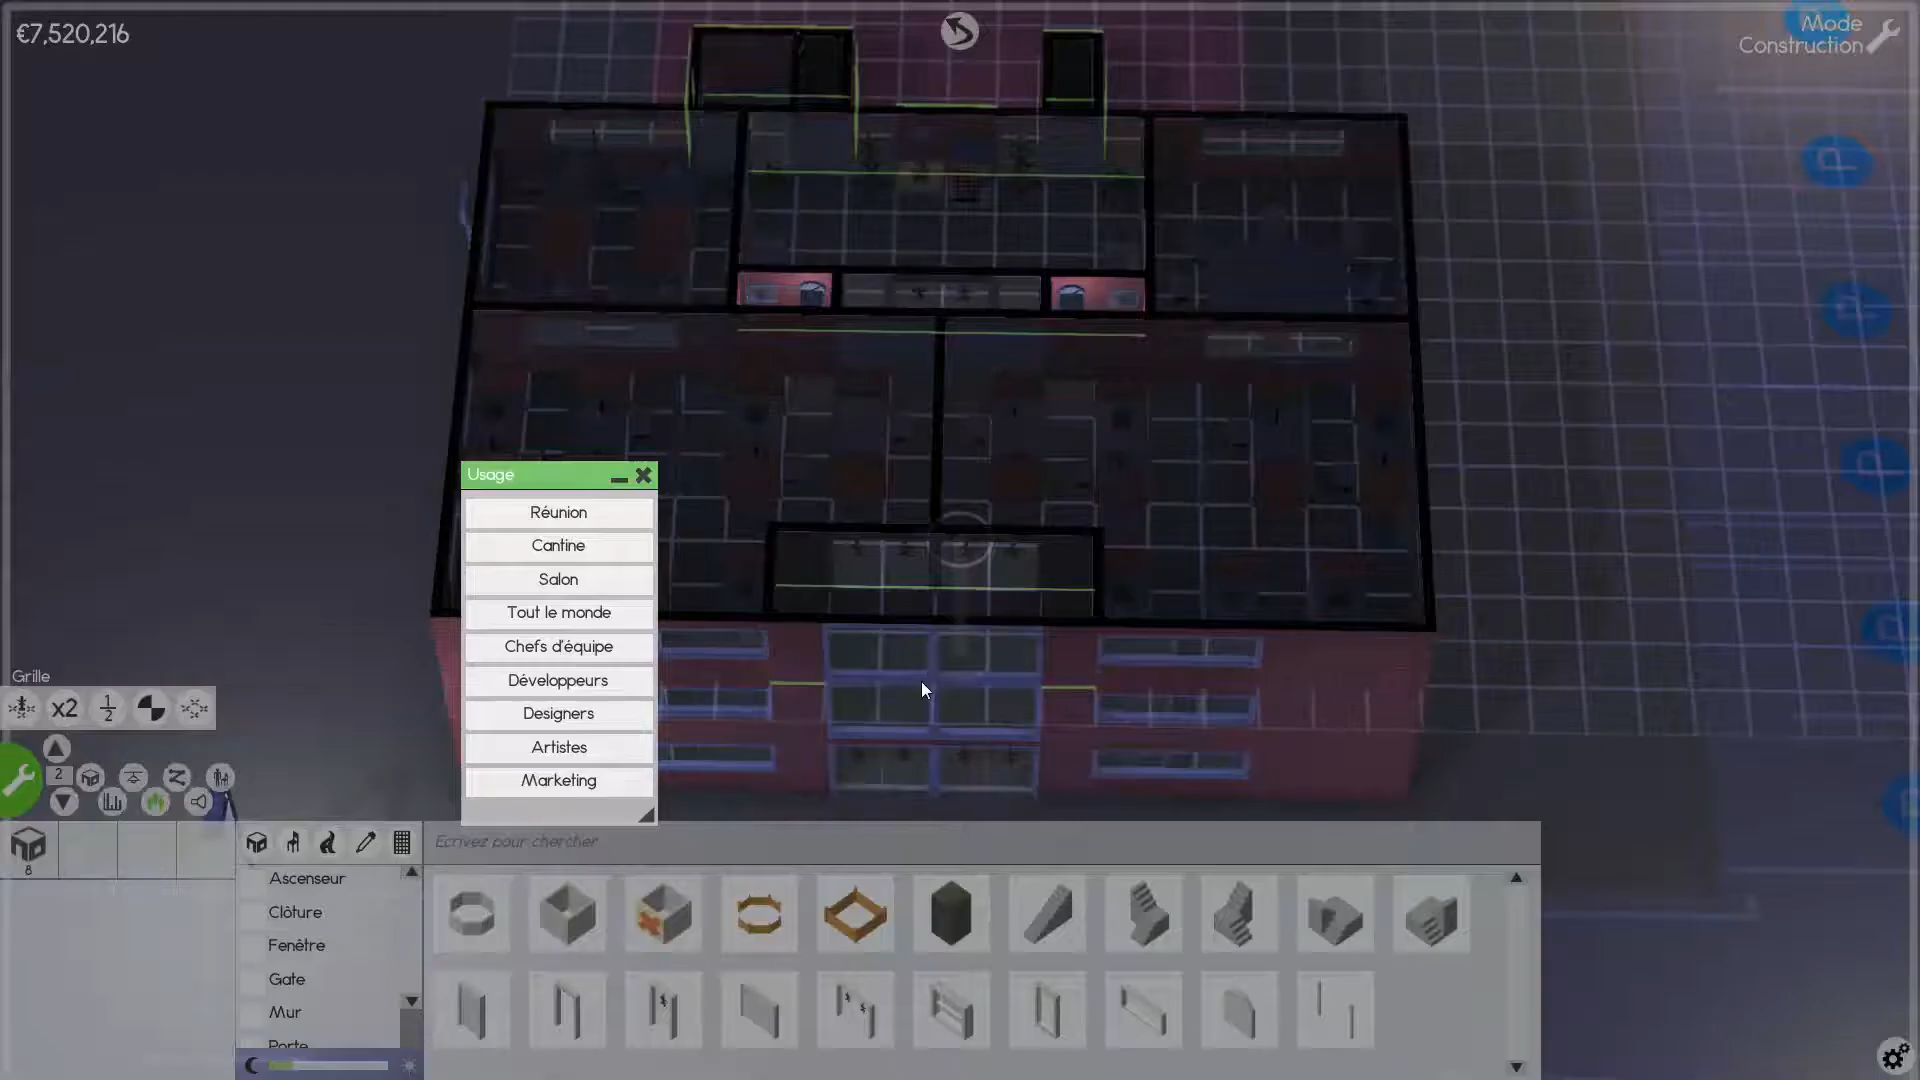 €7,520,216
Mode
Construction
P
P
P
P
Usage
Réunion
Cantine
Salon
Tout le monde
Chefs d'équipe
Développeurs
Designers
Artistes
Marketing
Grille
x2
1/2
2
8
Ecrivez pour chercher
Ascenseur
Clôture
Fenêtre
Gate
Mur
Porte